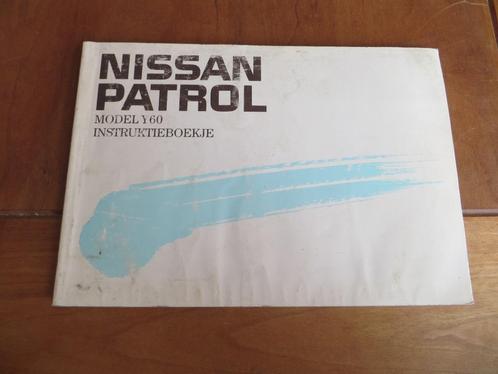 NISSAN
PATROL
MODEL Y60
INSTRUKTIEBOEKJE